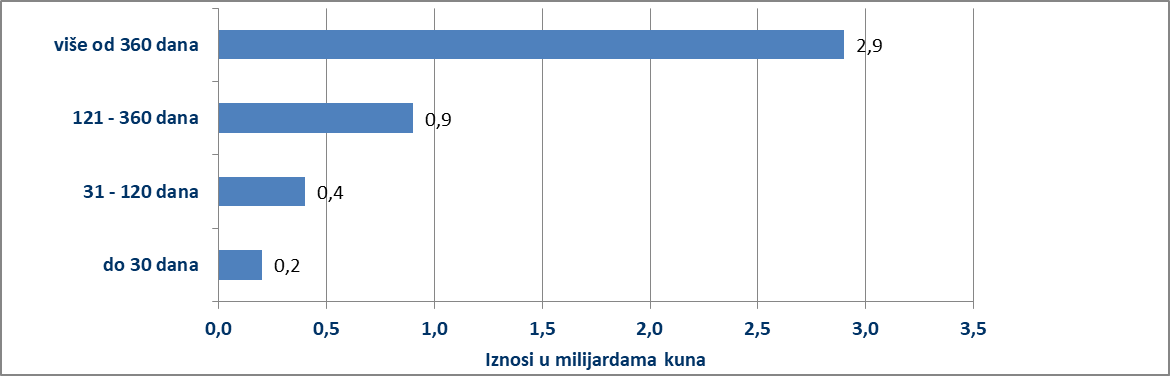 više od 360 dana
2,9
121 - 360 dana
0,9
31 - 120 dana
0,4
do 30 dana
0,2
0,0 0,5 1,0 1,5 2,0 2,5 3,0 3,5
Iznosi u milijardama kuna